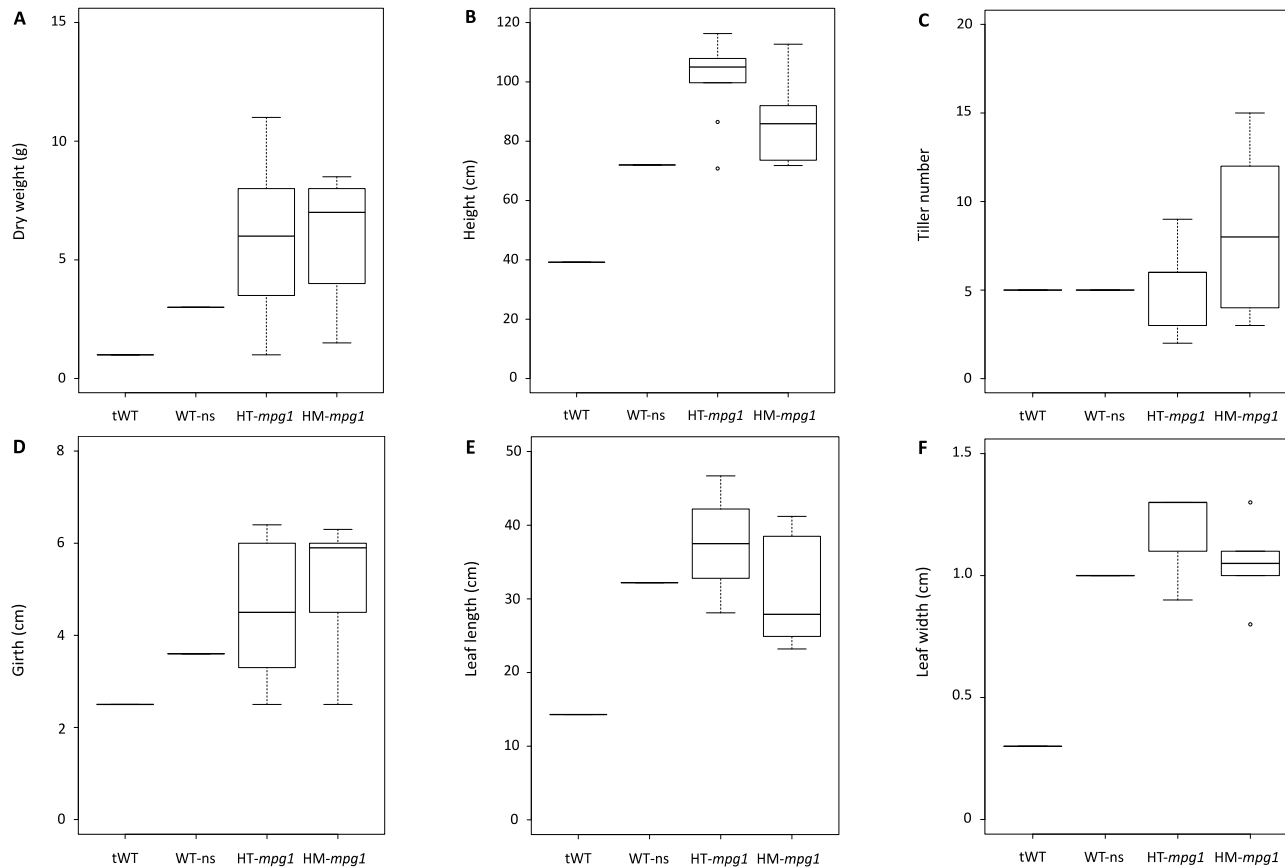 A
Dry weight (g)
15
10
5
0
tWT WT-ns HT-mpg1 HM-mpg1
B
Height (cm)
120
100
80
60
40
20
0
tWT WT-ns HT-mpg1 HM-mpg1
C
Tiller number
20
15
10
5
0
tWT WT-ns HT-mpg1 HM-mpg1
D
Girth (cm)
8
6
4
2
0
tWT WT-ns HT-mpg1 HM-mpg1
E
Leaf length (cm)
50
40
30
20
10
0
tWT WT-ns HT-mpg1 HM-mpg1
F
Leaf width (cm)
1.5
1.0
0.5
0
tWT WT-ns HT-mpg1 HM-mpg1